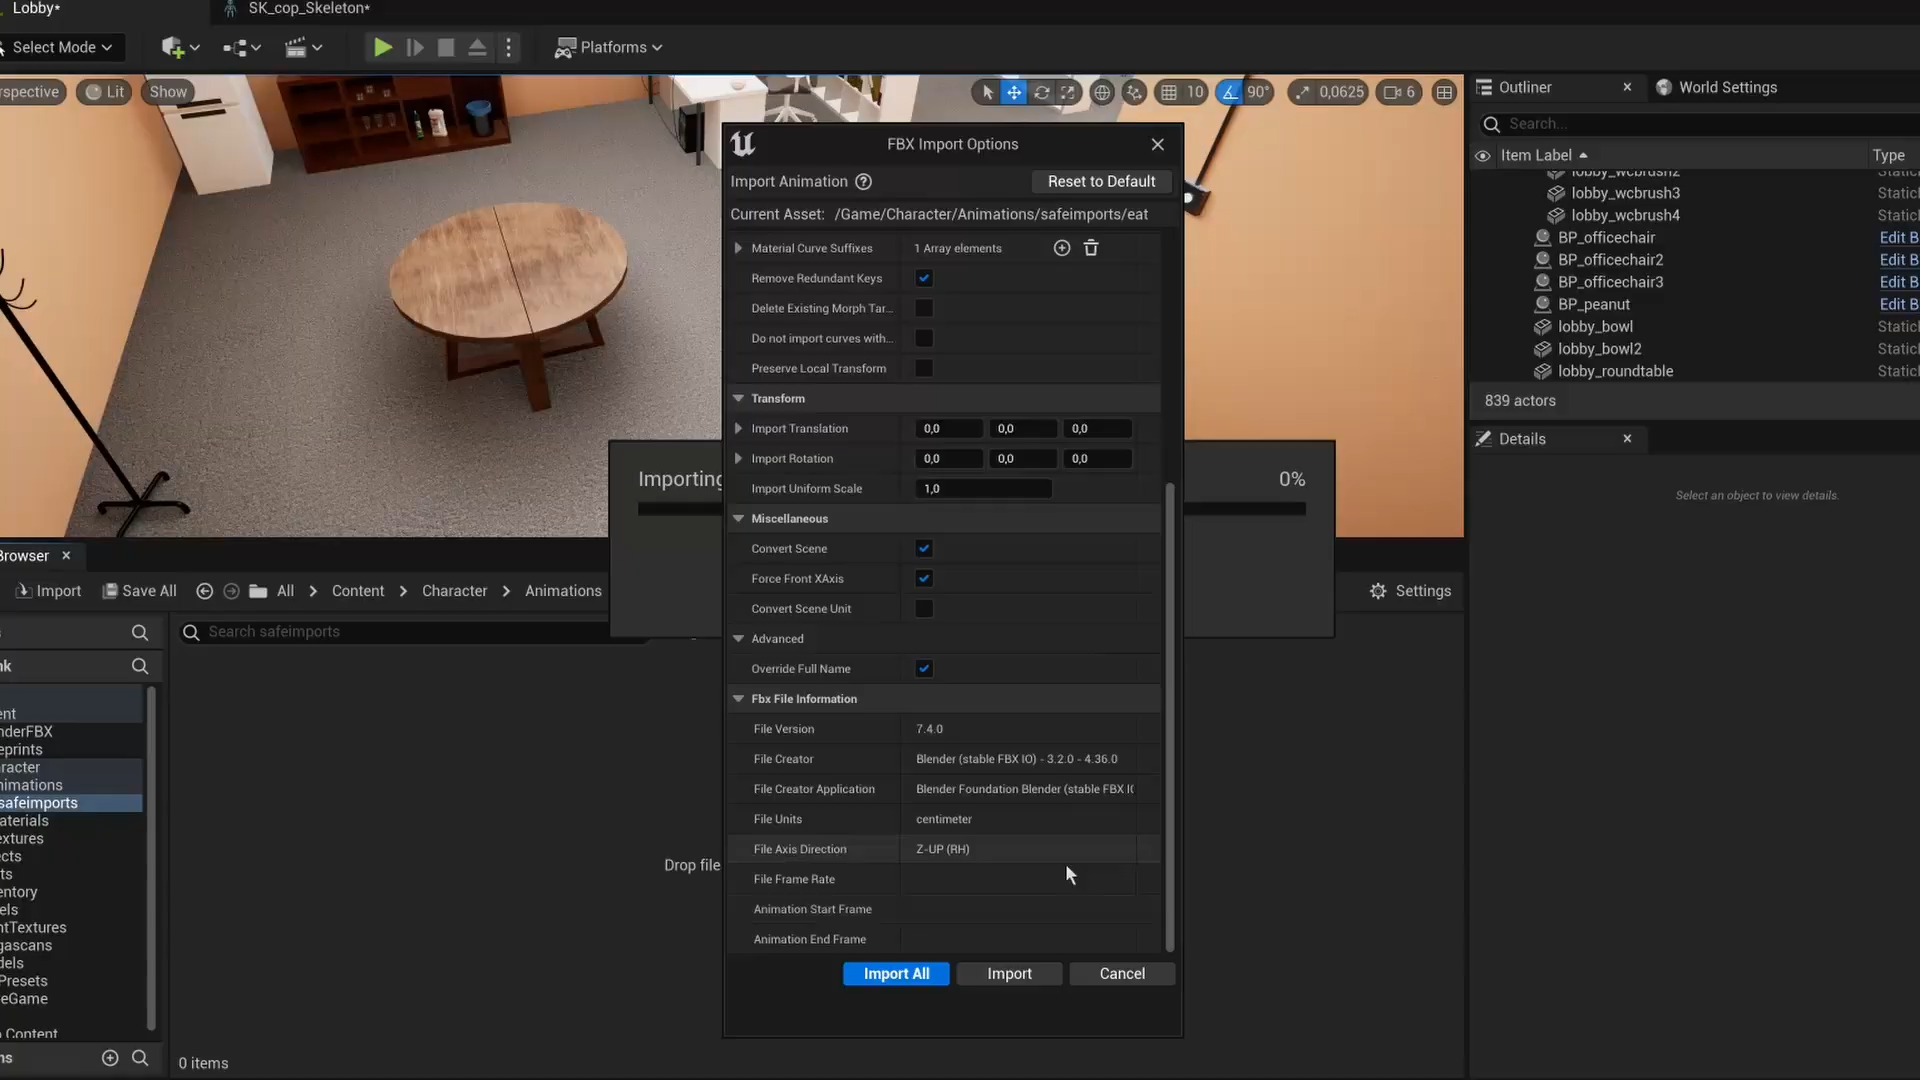 Lobby*
SK_cop_Skeleton*
Select Mode
Platforms
rspective
Lit
Show
10
90°
0,0625
6
Outliner
World Settings
Search...
Item Label
Type
lobby_wcbrush2
Static
lobby_wcbrush3
Static
lobby_wcbrush4
Static
BP_officechair
Edit B
BP_officechair2
Edit B
BP_officechair3
Edit B
BP_peanut
Edit B
lobby_bowl
Static
lobby_bowl2
Static
lobby_roundtable
Static
839 actors
Details
Select an object to view details.
FBX Import Options
Import Animation
Reset to Default
Current Asset: /Game/Character/Animations/safeimports/eat
Material Curve Suffixes
1 Array elements
Remove Redundant Keys
Delete Existing Morph Tar...
Do not import curves with...
Preserve Local Transform
Transform
Import Translation
0,0
0,0
0,0
Import Rotation
0,0
0,0
0,0
Import Uniform Scale
1,0
Miscellaneous
Convert Scene
Force Front XAxis
Convert Scene Unit
Advanced
Override Full Name
Fbx File Information
File Version
7.4.0
File Creator
Blender (stable FBX IO) - 3.2.0 - 4.36.0
File Creator Application
Blender Foundation Blender (stable FBX IO
File Units
centimeter
File Axis Direction
Z-UP (RH)
File Frame Rate
Animation Start Frame
Animation End Frame
Import All
Import
Cancel
Importing
0%
Browser
Import
Save All
All
Content
Character
Animations
Settings
Search safeimports
s
nk
ent
nderFBX
eprints
racter
nimations
safeimports
aterials
extures
ects
ts
entory
els
ntTextures
gascans
dels
Presets
eGame
Content
ns
Drop file
0 items